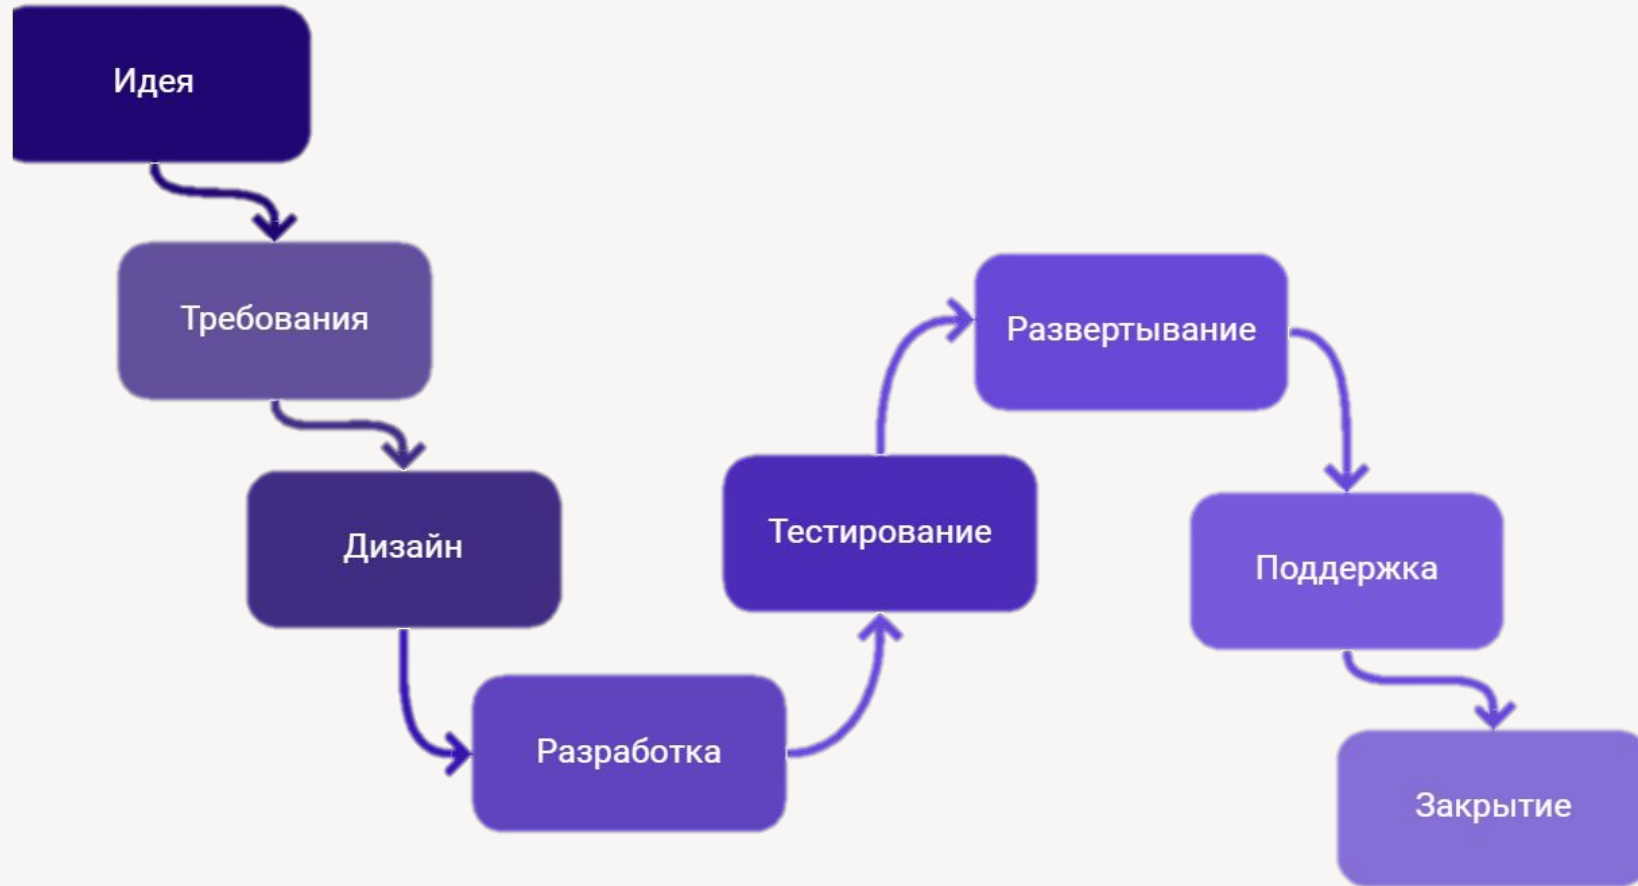 Идея
Требования
Дизайн
Разработка
Тестирование
Развертывание
Поддержка
Закрытие